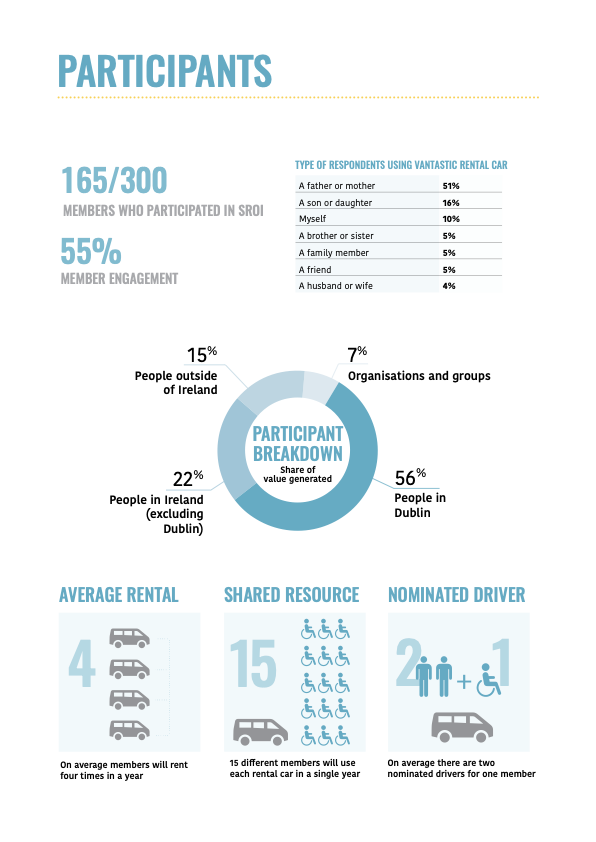 PARTICIPANTS
165/300
MEMBERS WHO PARTICIPATED IN SROI
55%
MEMBER ENGAGEMENT
TYPE OF RESPONDENTS USING VANTASTIC RENTAL CAR
A father or mother 51%
A son or daughter 16%
Myself 10%
A brother or sister 5%
A family member 5%
A friend 5%
A husband or wife 4%
15%
People outside
of Ireland
7%
Organisations and groups
PARTICIPANT
BREAKDOWN
Share of
value generated
22%
People in Ireland
(excluding
Dublin)
56%
People in
Dublin
AVERAGE RENTAL
4
On average members will rent
four times in a year
SHARED RESOURCE
15
15 different members will use
each rental car in a single year
NOMINATED DRIVER
2 + 1
On average there are two
nominated drivers for one member